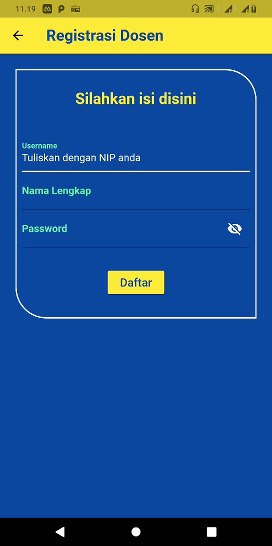 11.19
Registrasi Dosen
Silahkan isi disini
Username
Tuliskan dengan NIP anda
Nama Lengkap
Password
Daftar